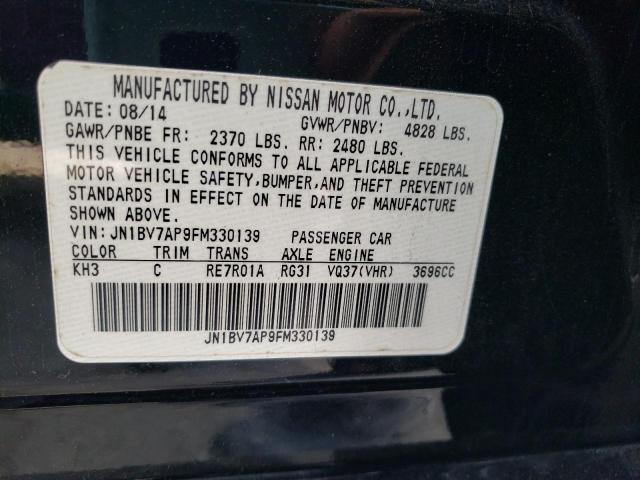 MANUFACTURED BY NISSAN MOTOR CO.,LTD.
DATE: 08/14 GVWR/PNBV: 4828 LBS.
GAWR/PNBE FR: 2370 LBS. RR: 2480 LBS.
THIS VEHICLE CONFORMS TO ALL APPLICABLE FEDERAL
MOTOR VEHICLE SAFETY,BUMPER,AND THEFT PREVENTION
STANDARDS IN EFFECT ON THE DATE OF MANUFACTURE
SHOWN ABOVE.
VIN: JN1BV7AP9FM330139 PASSENGER CAR
COLOR TRIM TRANS AXLE ENGINE
KH3 C RE7R01A RG31 VQ37(VHR) 3696CC
JN1BV7AP9FM330139